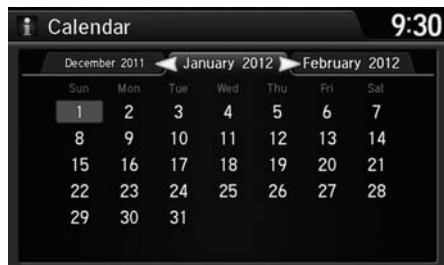 i Calendar 9:30
December 2011 January 2012 February 2012
Sun Mon Tue Wed Thu Fri Sat
1 2 3 4 5 6 7
8 9 10 11 12 13 14
15 16 17 18 19 20 21
22 23 24 25 26 27 28
29 30 31